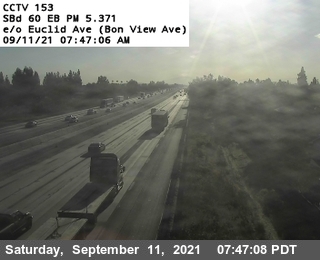 CCTV 153
SBd 60 EB PM 5.371
e/o Euclid Ave (Bon View Ave)
09/11/21 07:47:06 AM
Saturday, September 11, 2021 07:47:08 PDT